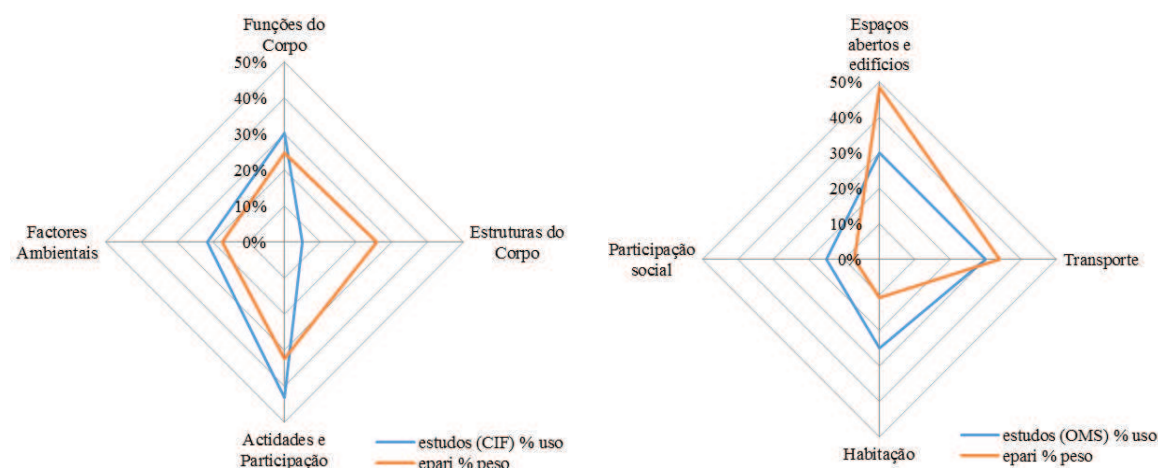 Funções do
Corpo
50%
40%
30%
20%
10%
0%
Factores
Ambientais
Estruturas do
Corpo
Actidades e
Participação
estudos (CIF) % uso
epari % peso
Espaços
abertos e
edifícios
50%
40%
30%
20%
10%
0%
Participação
social
Transporte
Habitação
estudos (OMS) % uso
epari % peso